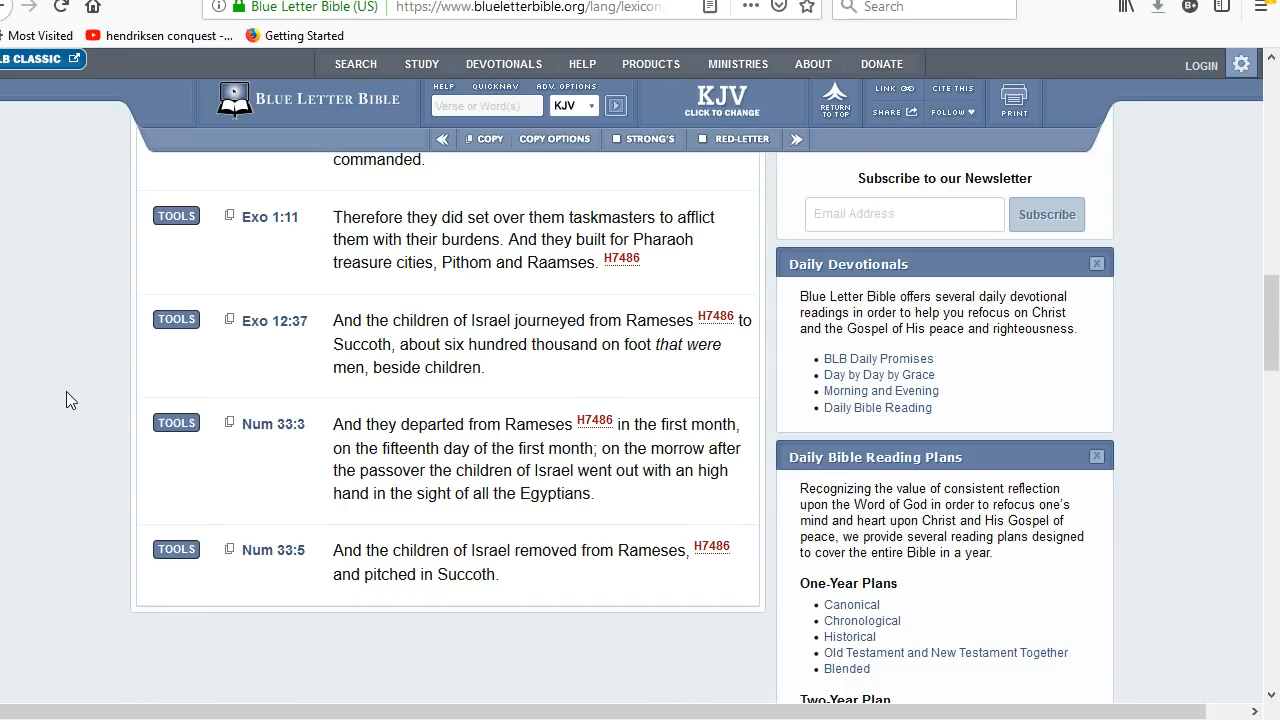 Blue Letter Bible (US)
https://www.blueletterbible.org/lang/lexicon
Search
Most Visited
hendriksen conquest -...
Getting Started
LB CLASSIC
SEARCH STUDY DEVOTIONALS HELP PRODUCTS MINISTRIES ABOUT DONATE
LOGIN
BLUE LETTER BIBLE
HELP QUICKNAV ADV. OPTIONS
Verse or Word(s)
KJV
KJV
CLICK TO CHANGE
RETURN
TO TOP
LINK
CITE THIS
SHARE
FOLLOW
PRINT
COPY COPY OPTIONS STRONG'S RED-LETTER
commanded.
TOOLS
Exo 1:11
Therefore they did set over them taskmasters to afflict
them with their burdens. And they built for Pharaoh
treasure cities, Pithom and Raamses. H7486
TOOLS
Exo 12:37
And the children of Israel journeyed from Rameses H7486 to
Succoth, about six hundred thousand on foot that were
men, beside children.
TOOLS
Num 33:3
And they departed from Rameses H7486 in the first month,
on the fifteenth day of the first month; on the morrow after
the passover the children of Israel went out with an high
hand in the sight of all the Egyptians.
TOOLS
Num 33:5
And the children of Israel removed from Rameses, H7486
and pitched in Succoth.
Subscribe to our Newsletter
Email Address
Subscribe
Daily Devotionals
Blue Letter Bible offers several daily devotional
readings in order to help you refocus on Christ
and the Gospel of His peace and righteousness.
BLB Daily Promises
Day by Day by Grace
Morning and Evening
Daily Bible Reading
Daily Bible Reading Plans
Recognizing the value of consistent reflection
upon the Word of God in order to refocus one's
mind and heart upon Christ and His Gospel of
peace, we provide several reading plans designed
to cover the entire Bible in a year.
One-Year Plans
Canonical
Chronological
Historical
Old Testament and New Testament Together
Blended
Two-Year Plan